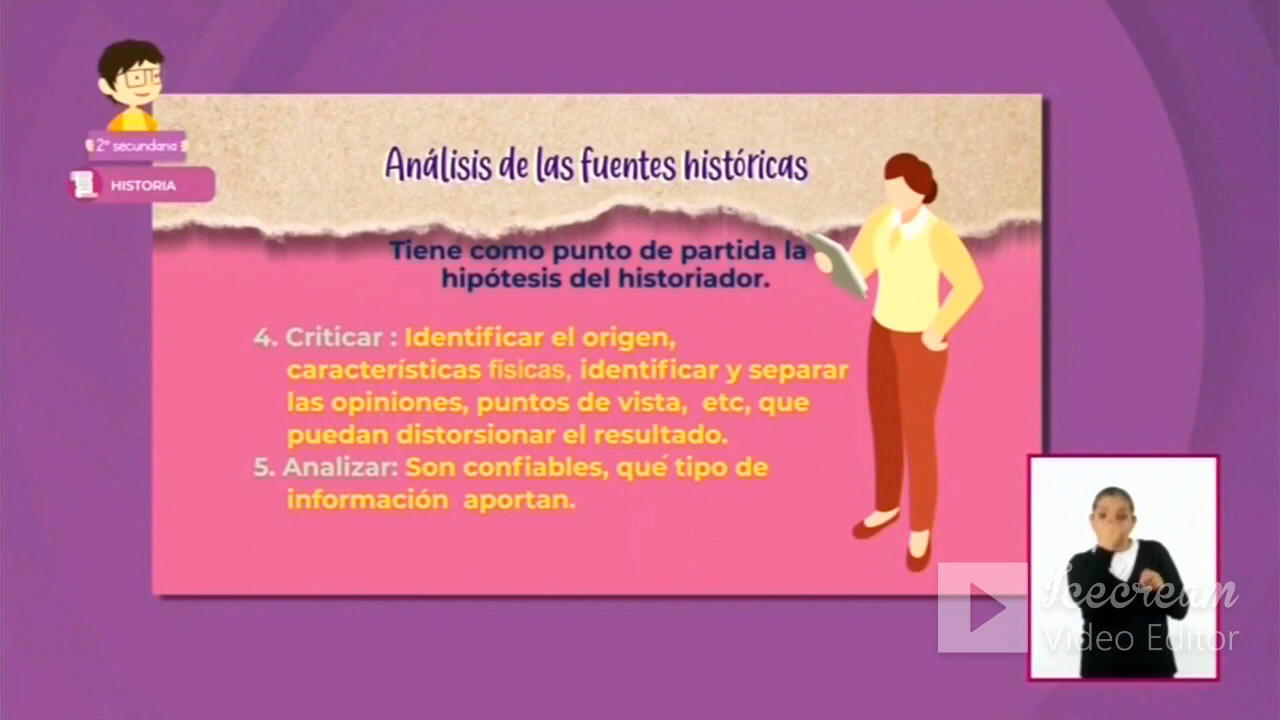 2° secundaria
HISTORIA
Análisis de las fuentes históricas
Tiene como punto de partida la
hipótesis del historiador.
4. Criticar : Identificar el origen,
características físicas, identificar y separar
las opiniones, puntos de vista,  etc, que
puedan distorsionar el resultado.
5. Analizar: Son confiables, qué tipo de
información  aportan.
Icecream
Video Editor